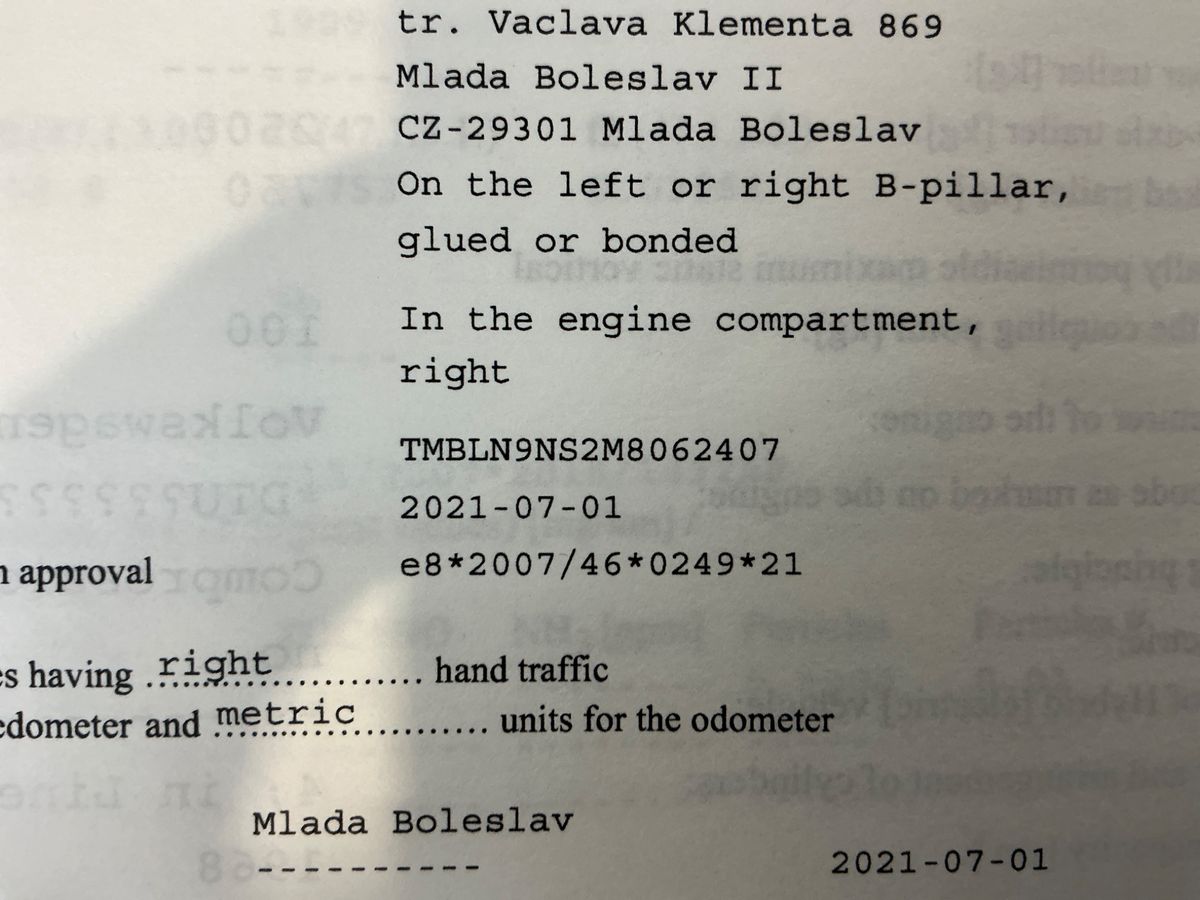 tr. Vaclava Klementa 869
Mlada Boleslav II
CZ-29301 Mlada Boleslav
On the left or right B-pillar,
glued or bonded
In the engine compartment,
right
TMBLN9NS2M8062407
2021-07-01
approval e8*2007/46*0249*21
having right hand traffic
and metric units for the odometer
Mlada Boleslav
-----------
2021-07-01